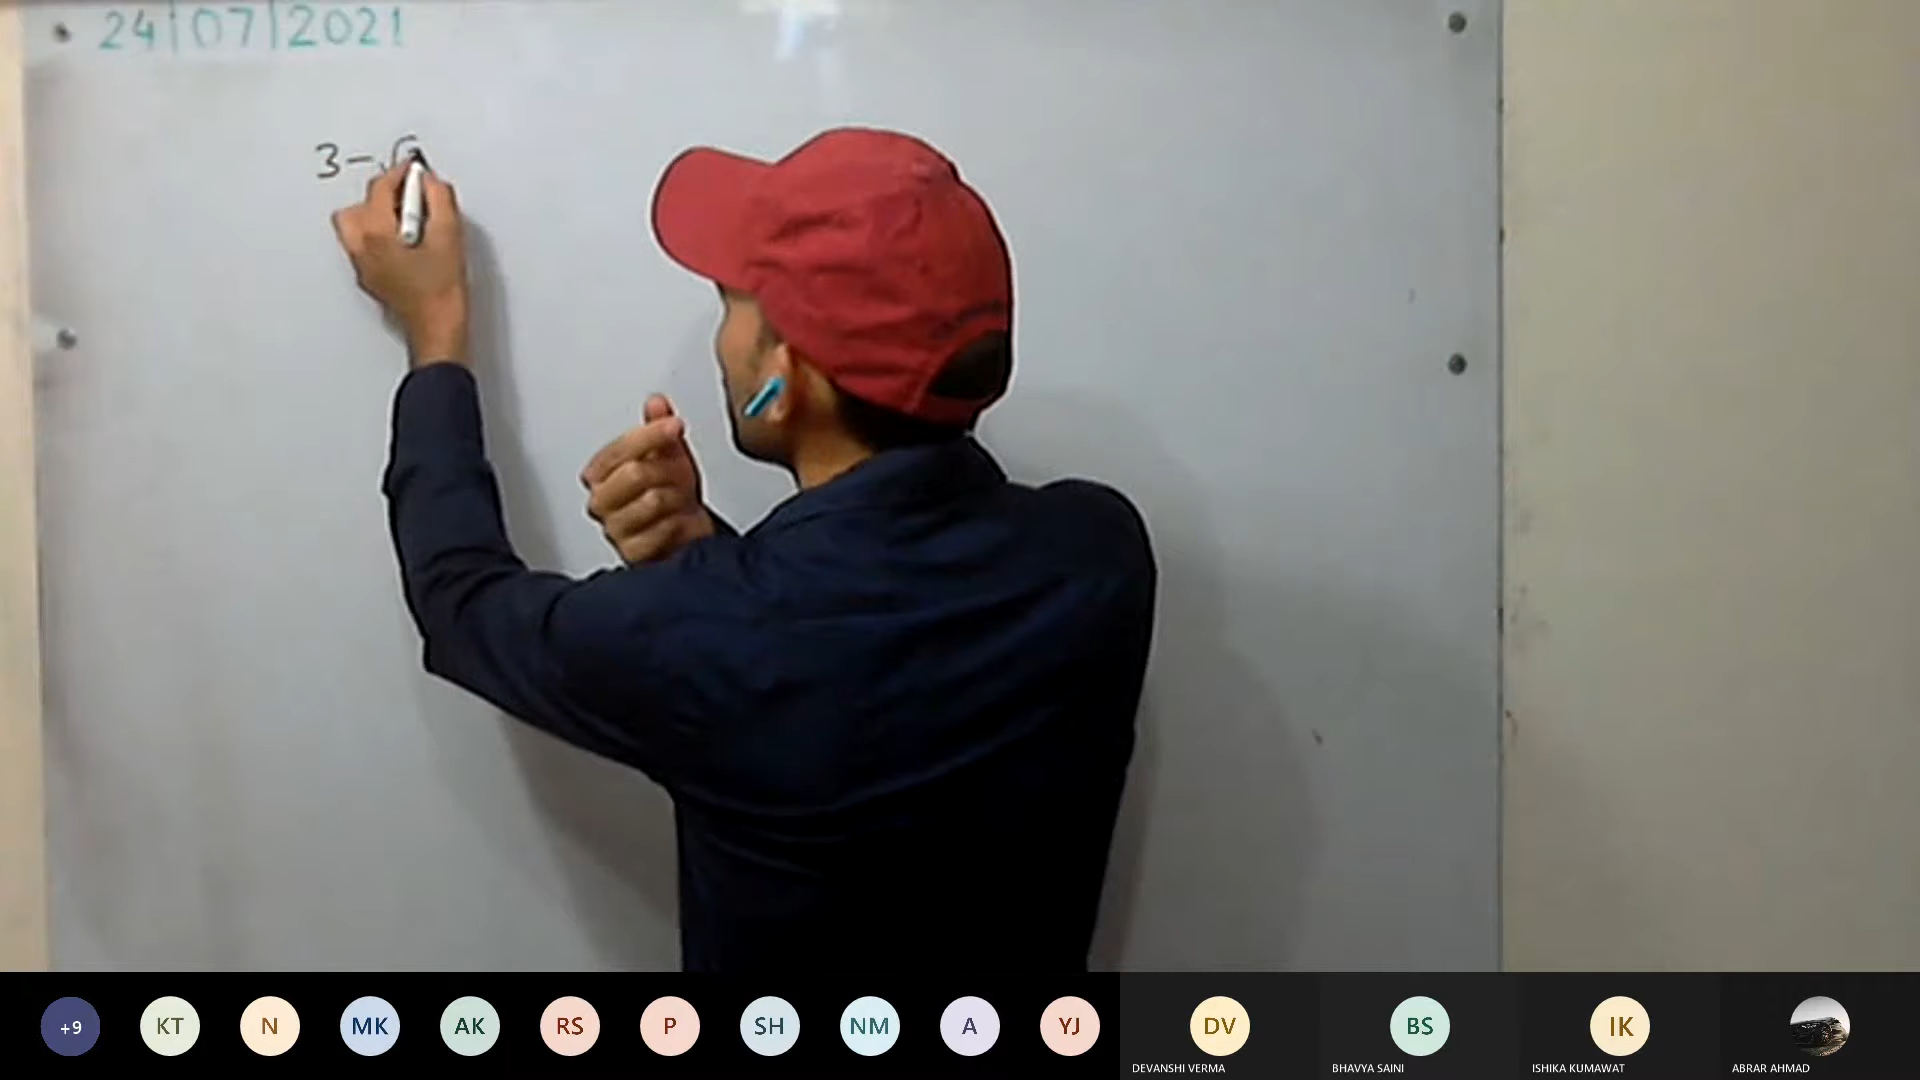 24|07|2021
3-√
+9 KT N MK AK RS P SH NM A YJ DV BS IK
DEVANSHI VERMA BHAVYA SAINI ISHIKA KUMAWAT ABRAR AHMAD